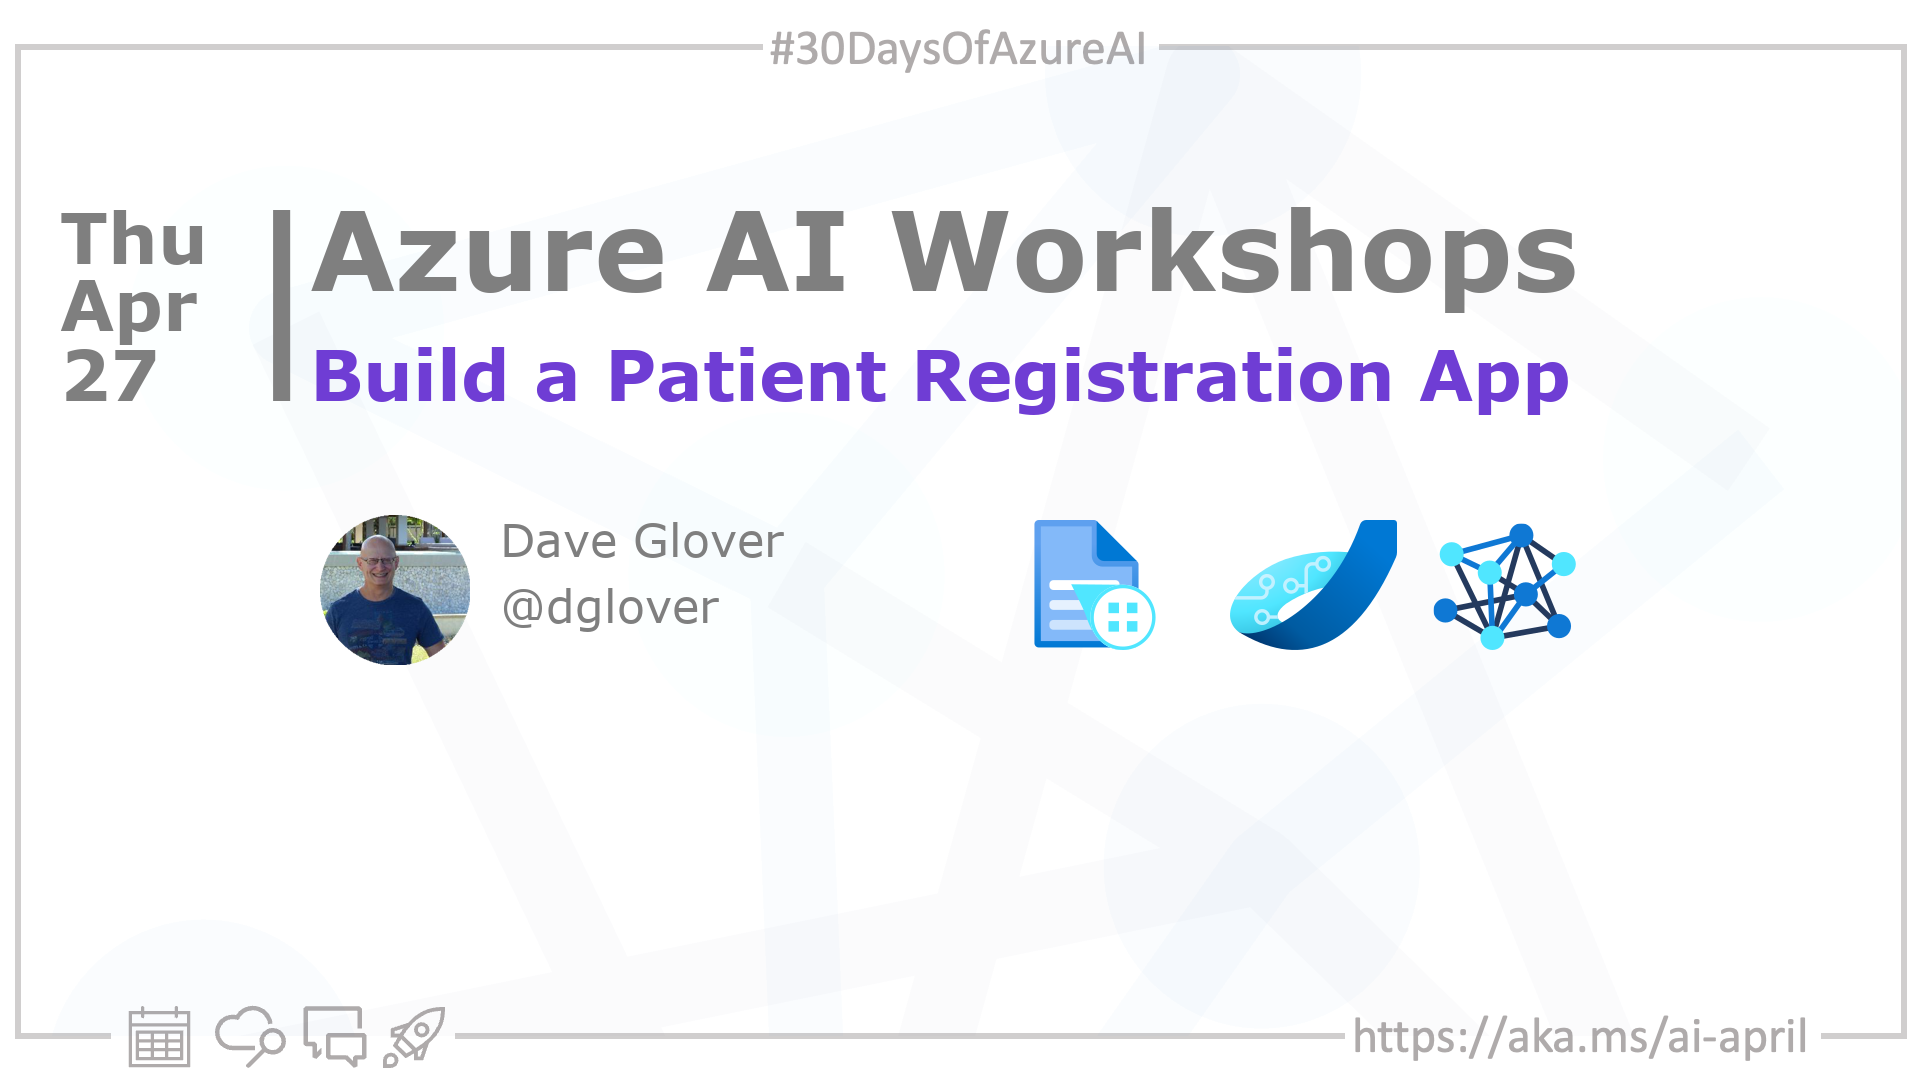 #30DaysOfAzureAI
Thu
Apr
27
Azure AI Workshops
Build a Patient Registration App
Dave Glover
@dglover
https://aka.ms/ai-april